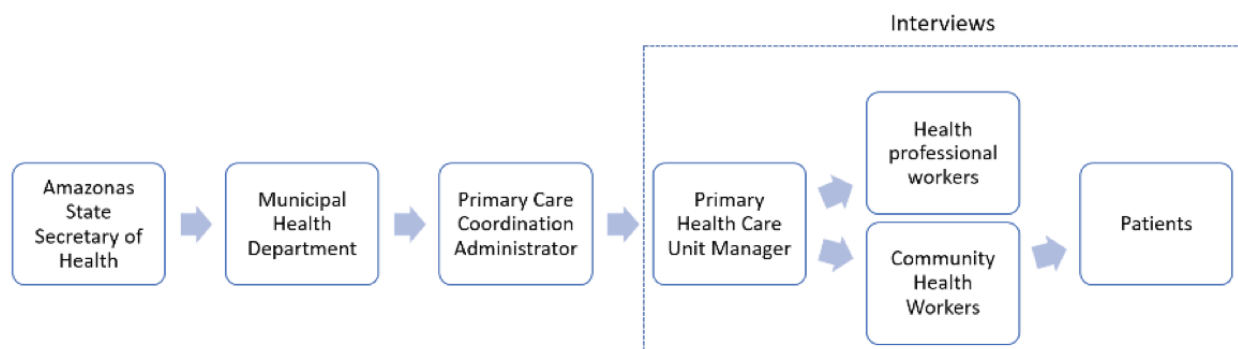 Interviews
Amazonas
State
Secretary of
Health
Municipal
Health
Department
Primary Care
Coordination
Administrator
Primary
Health Care
Unit Manager
Health
professional
workers
Community
Health
Workers
Patients